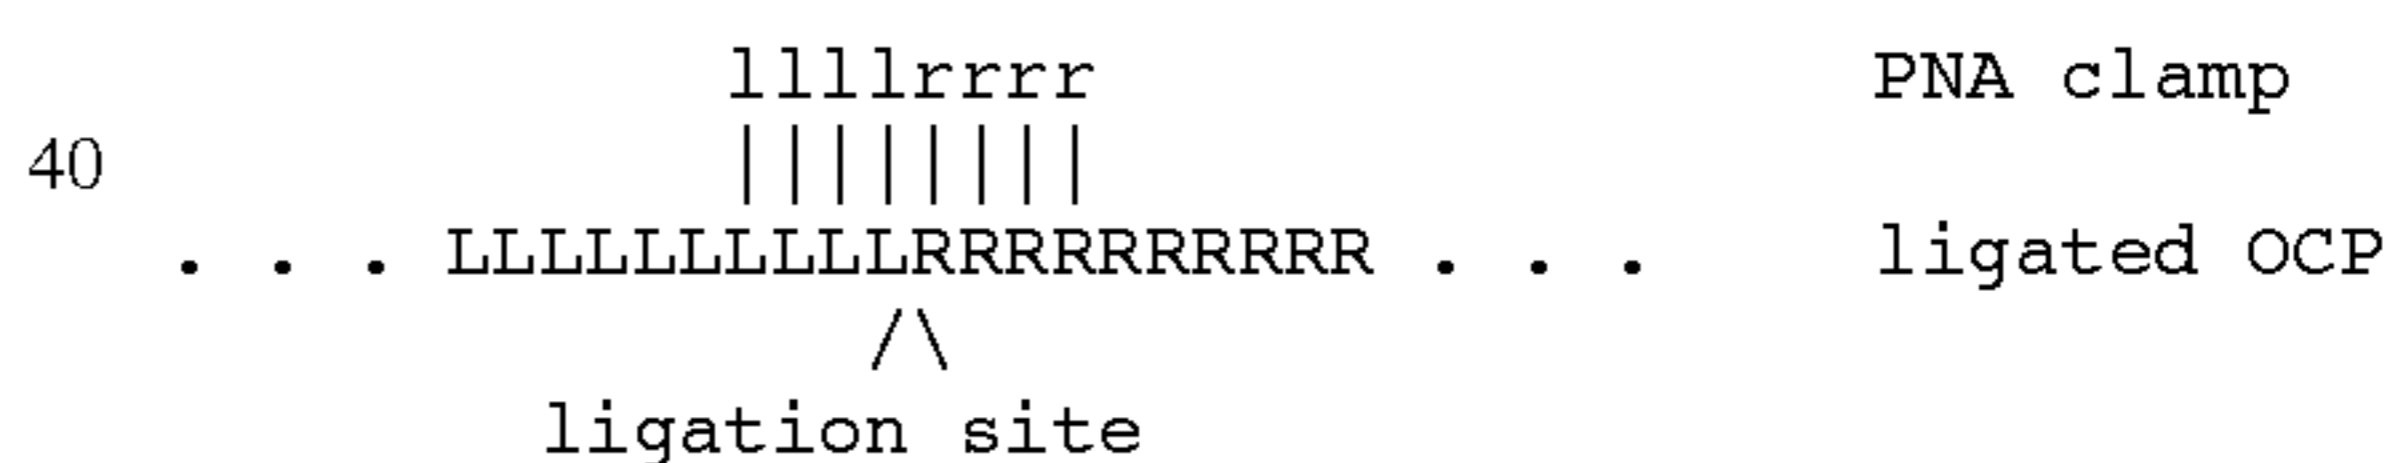 llllrrrr PNA clamp
40 ||||||||
. . . LLLLLLLLLLRRRRRRRRRR . . . ligated OCP
/\
ligation site